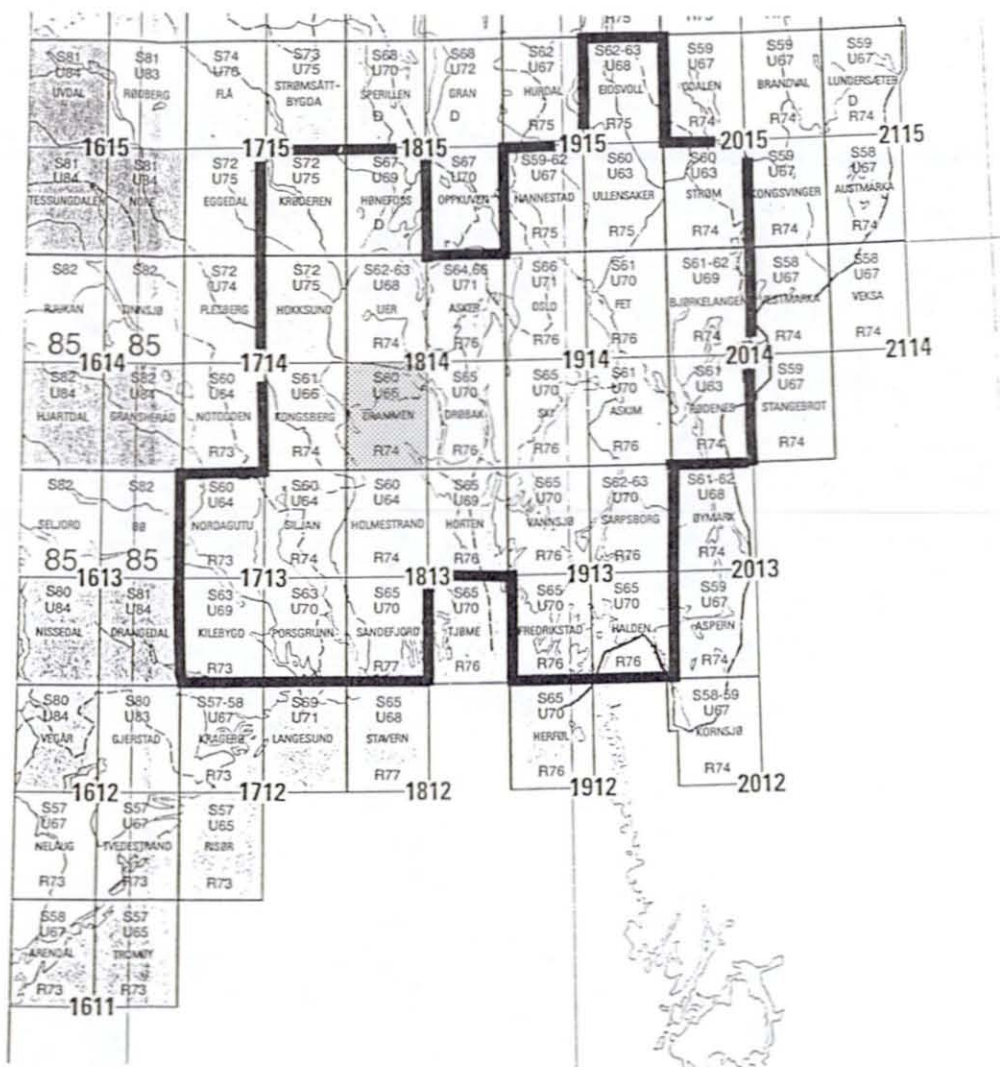 R75
S81
U84
UVDAL
S81
U83
RØDBERG
S74
U76
FLÅ
S73
U75
STRØMSÅTT-
BYGDA
S68
U70
SPERILLEN
D
S68
U72
GRAN
D
S62
U67
HURDAL
R75
S62-63
U68
EIDSVOLL
R75
S59
U67
ODALEN
R74
S59
U67
BRANDVAL
R74
S59
U67
LUNDERSÆTER
D
R74
1615
1715
1815
1915
2015
2115
S81
U84
TESSUNGDALEN
S81
U84
NORE
S72
U75
EGGEDAL
S72
U75
KRØDEREN
S67
U69
HØNEFOSS
D
S67
U70
OPPKUVEN
S59-62
U67
NANNESTAD
R75
S60
U63
ULLENSAKER
R75
S60
U63
STRØM
R74
S59
U67
KONGSVINGER
R74
S58
U67
AUSTMARKA
R74
S82
RJUKAN
85
S82
TINNSJØ
85
S72
U74
FLESBERG
S72
U75
HOKKSUND
S62-63
U68
LIER
R74
S64,66
U71
ASKER
R76
S66
U71
OSLO
R76
S61
U70
FET
R76
S61-62
U69
BJØRKELANGEN
R74
S58
U67
VESTMARKA
R74
S58
U67
VEKSA
R74
1614
1714
1814
1914
2014
2114
S82
U84
HJARTDAL
S82
U84
GRANSHERAD
S60
U64
NOTODDEN
R73
S61
U66
KONGSBERG
R74
S60
U65
DRAMMEN
R74
S65
U70
DRØBAK
R76
S65
U70
SKI
R76
S61
U70
ASKIM
R76
S61
U63
RØDENES
R74
S59
U67
STANGEBROT
R74
S82
SELJORD
85
S82
BØ
85
S60
U64
NORDAGUTU
R73
S60
U64
SILJAN
R74
S60
U64
HOLMESTRAND
R74
S65
U69
HORTEN
R76
S65
U70
VANNSJØ
R76
S62-63
U70
SARPSBORG
R76
S61-62
U68
ØYMARK
R74
1613
1713
1813
1913
2013
S80
U84
NISSEDAL
S81
U84
DRANGEDAL
S63
U69
KILEBYGD
R73
S63
U70
PORSGRUNN
S65
U70
SANDEFJORD
R77
S65
U70
TJØME
R76
S65
U70
FREDRIKSTAD
R76
S65
U70
HALDEN
R76
S59
U67
ASPERN
R74
S80
U84
VEGÅR
S80
U83
GJERSTAD
S57-58
U67
KRAGERØ
R73
S69
U71
LANGESUND
S65
U68
STAVERN
R77
S65
U70
HERFØL
R76
S58-59
U67
KORNSJØ
R74
1612
1712
1812
1912
2012
S57
U67
NELAUG
R73
S57
U67
TVEDESTRAND
R73
S57
U65
RISØR
R73
S58
U67
ARENDAL
R73
S57
U65
TROMØY
R73
1611